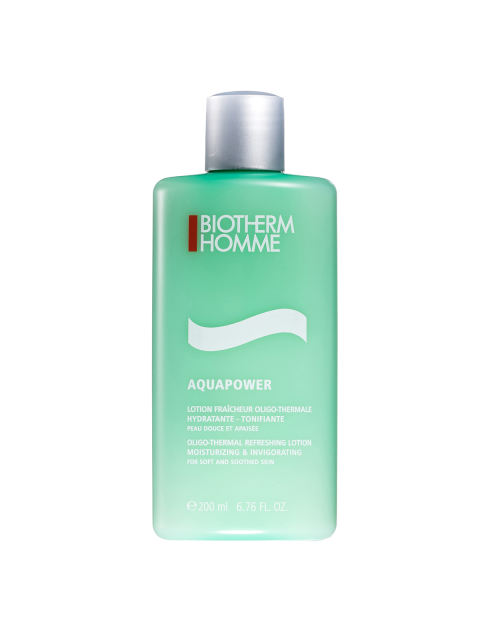 BIOTHERM
HOMME
AQUAPOWER
LOTION FRAÎCHEUR OLIGO-THERMALE
HYDRATANTE - TONIFIANTE
PEAU DOUCE ET APAISÉE
OLIGO-THERMAL REFRESHING LOTION
MOISTURIZING & INVIGORATING
FOR SOFT AND SOOTHED SKIN
℮ 200 ml 6.76 FL. OZ.